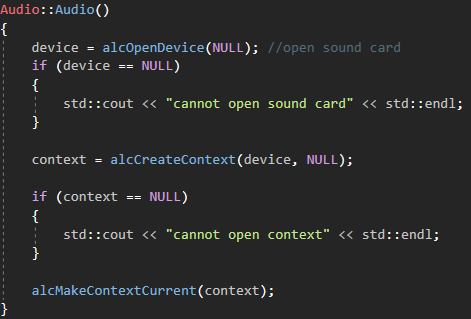 Audio::Audio()
{
    device = alcOpenDevice(NULL); //open sound card
    if (device == NULL)
    {
        std::cout << "cannot open sound card" << std::endl;
    }

    context = alcCreateContext(device, NULL);

    if (context == NULL)
    {
        std::cout << "cannot open context" << std::endl;
    }

    alcMakeContextCurrent(context);
}